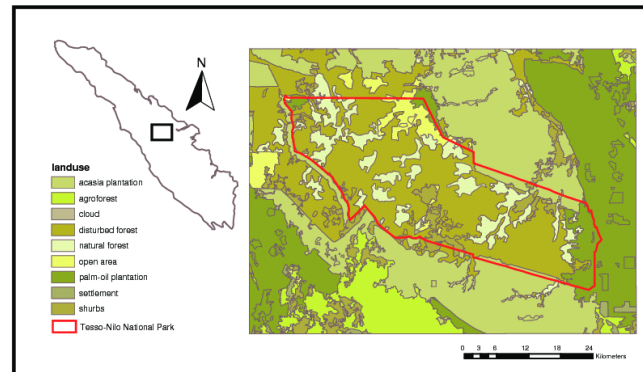 N
landuse
acasia plantation
agroforest
cloud
disturbed forest
natural forest
open area
palm-oil plantation
settlement
shurbs
Tesso-Nilo National Park
0 3 6 12 18 24
Kilometers